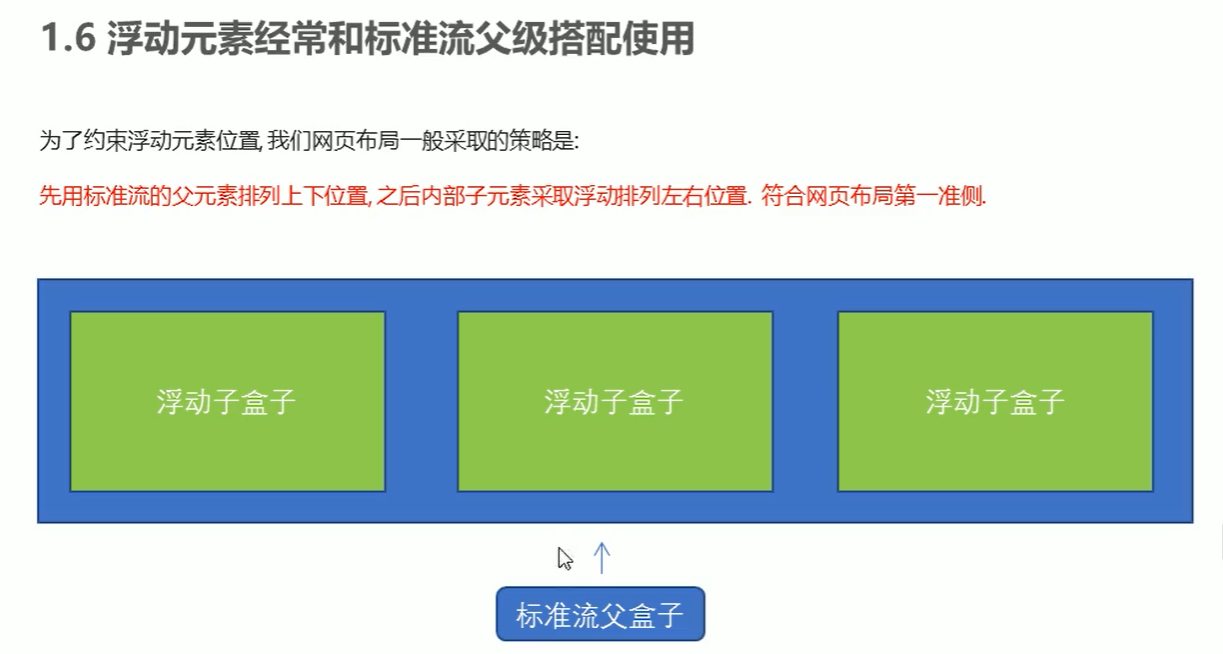 1.6 浮动元素经常和标准流父级搭配使用
为了约束浮动元素位置, 我们网页布局一般采取的策略是:
先用标准流的父元素排列上下位置, 之后内部子元素采取浮动排列左右位置. 符合网页布局第一准侧.
浮动子盒子
浮动子盒子
浮动子盒子
标准流父盒子